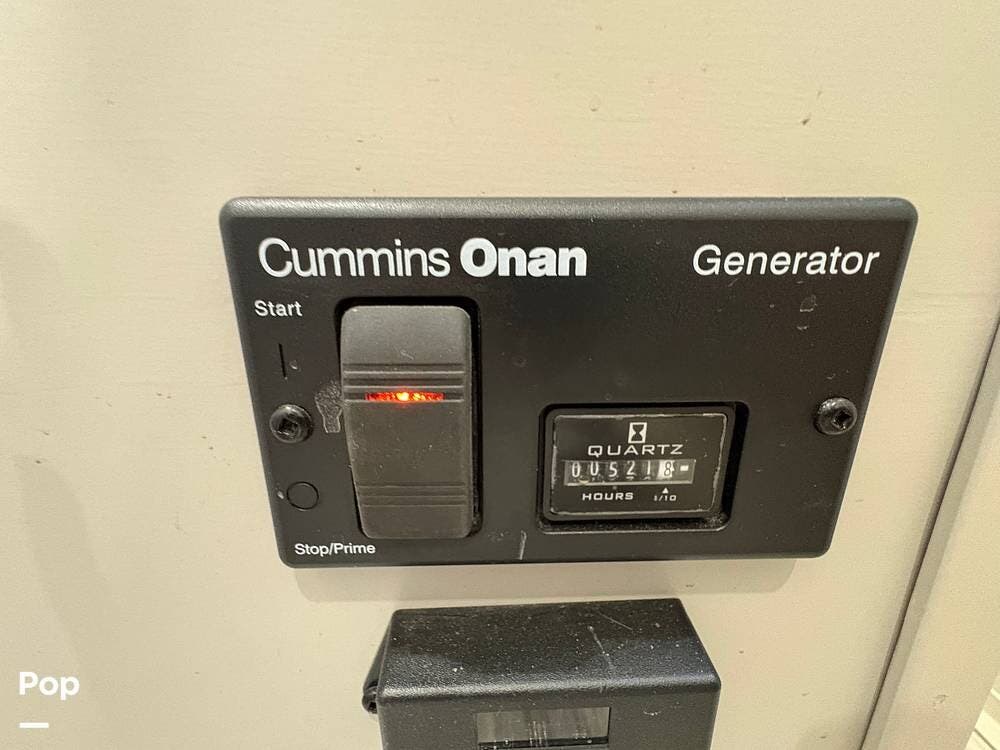 Cummins Onan Generator
Start
QUARTZ
005218
HOURS 1/10
Stop/Prime
Pop